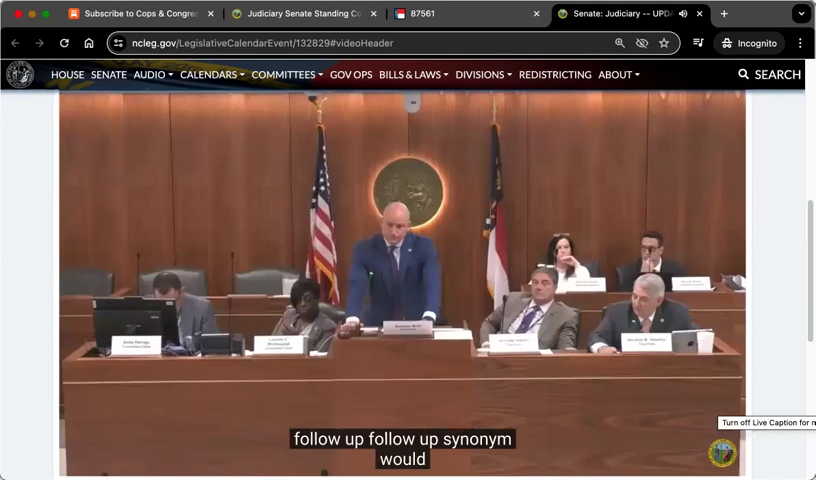 Subscribe to Cops & Congre
Judiciary Senate Standing Co
87561
Senate: Judiciary -- UPD
ncleg.gov/LegislativeCalendarEvent/132829#videoHeader
Incognito
HOUSE SENATE AUDIO CALENDARS COMMITTEES GOV OPS BILLS & LAWS DIVISIONS REDISTRICTING ABOUT SEARCH
Turn off Live Caption for
follow up follow up synonym
would